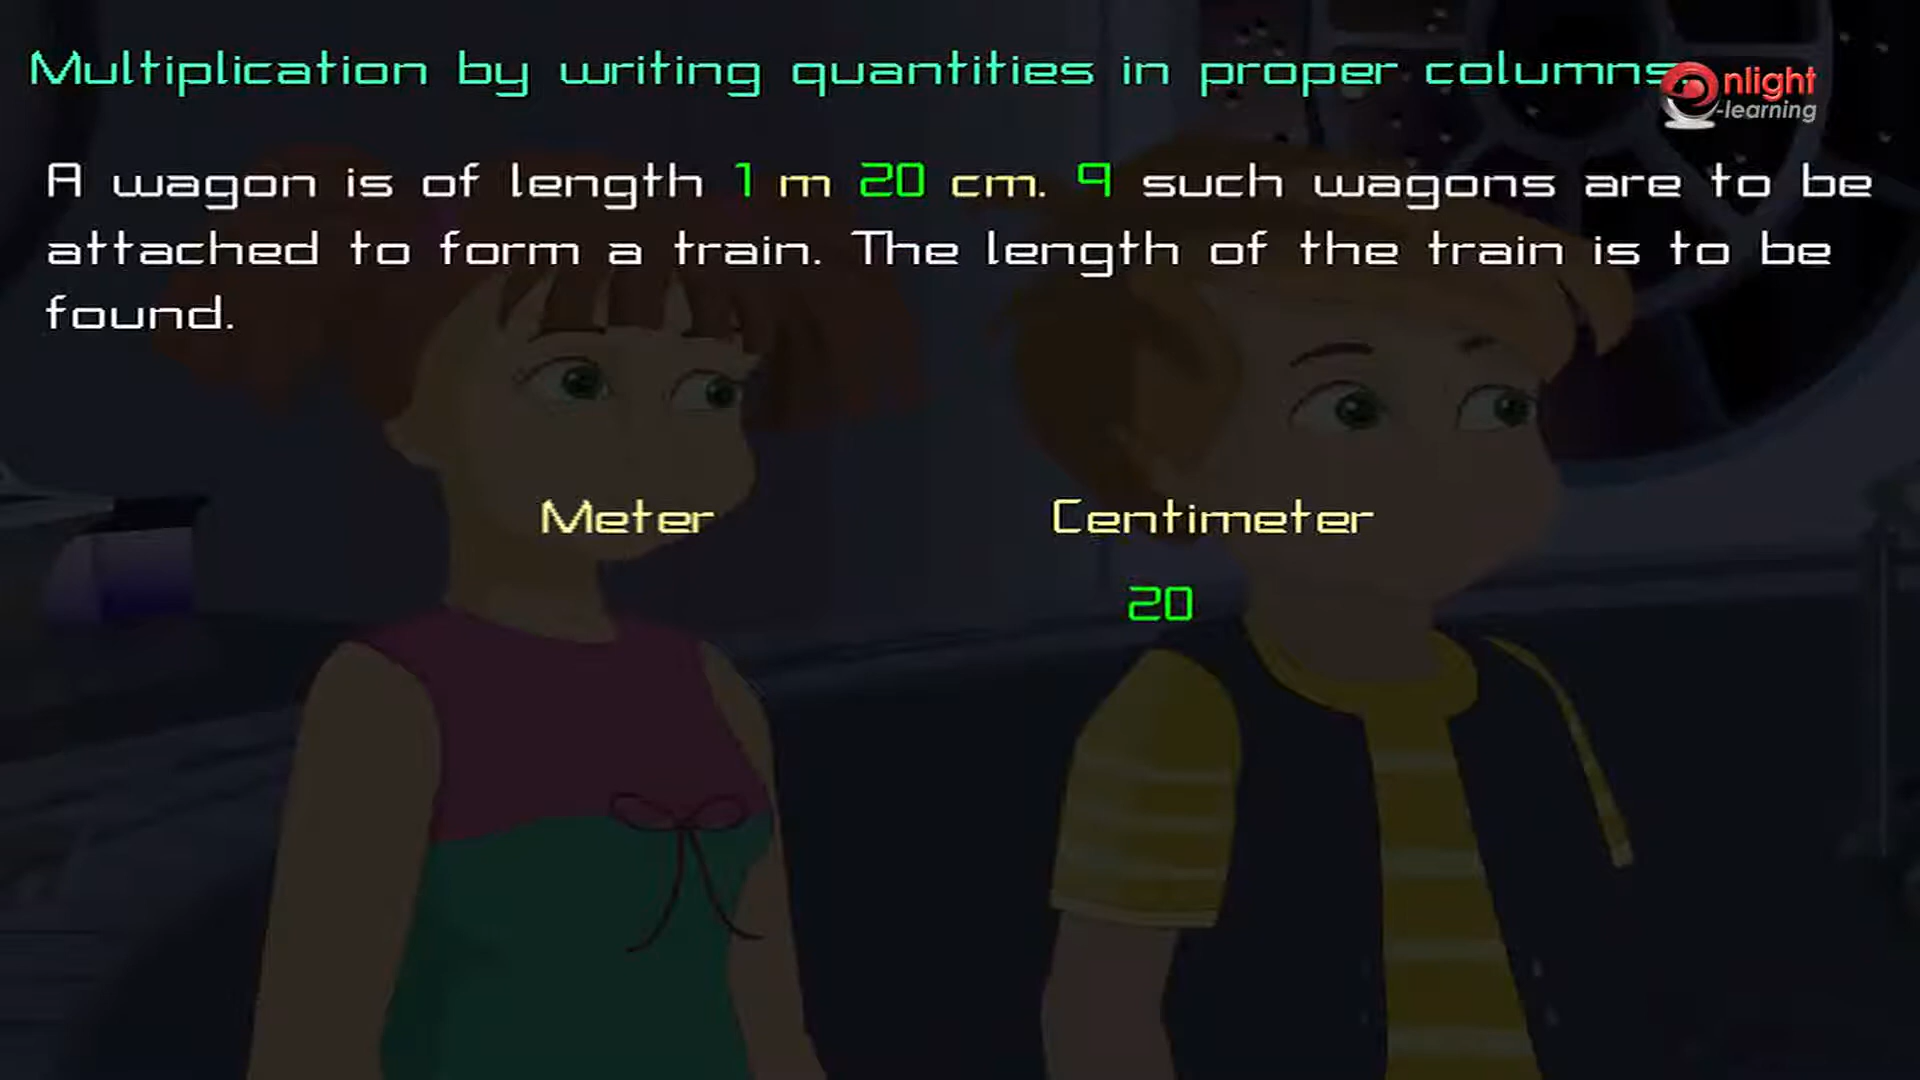 Multiplication by writing quantities in proper columns.
nlight
-learning
A wagon is of length 1 m 20 cm. 9 such wagons are to be
attached to form a train. The length of the train is to be
found.
Meter Centimeter
20